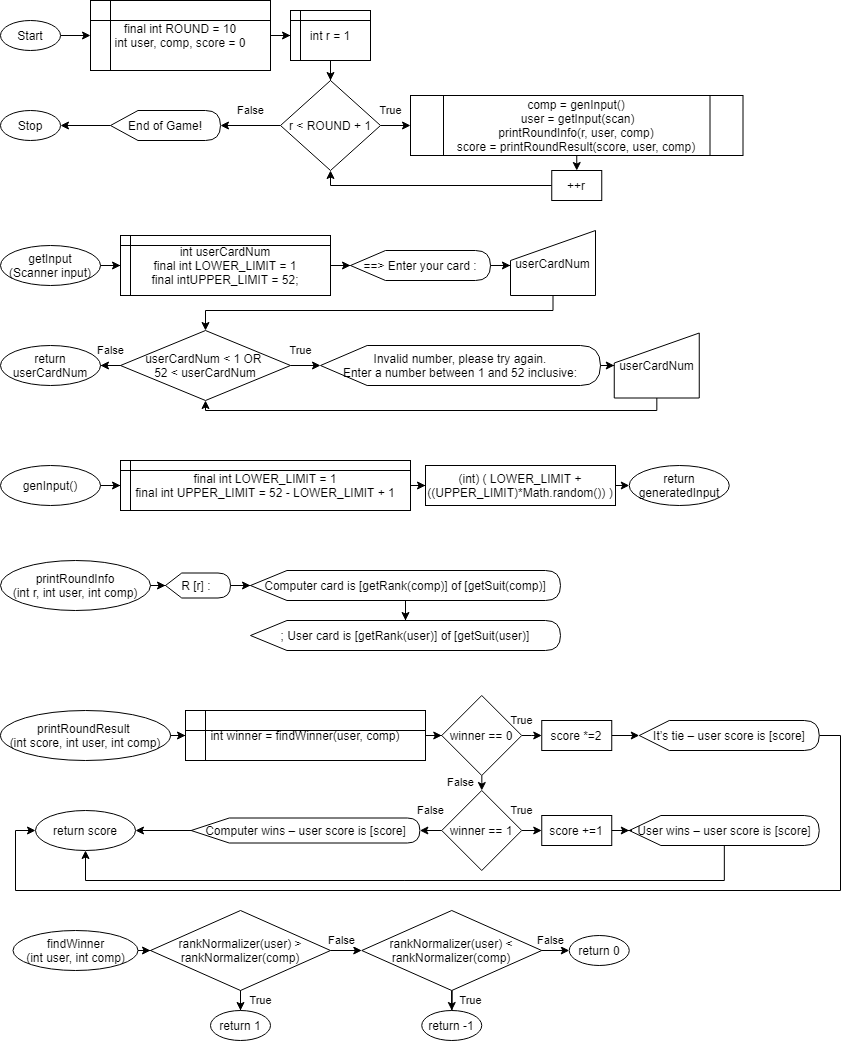 Start
final int ROUND = 10
int user, comp, score = 0
int r = 1
Stop
End of Game!
False
r < ROUND + 1
True
comp = genInput()
user = getInput(scan)
printRoundInfo(r, user, comp)
score = printRoundResult(score, user, comp)
++r
getInput
(Scanner input)
int userCardNum
final int LOWER_LIMIT = 1
final intUPPER_LIMIT = 52;
==> Enter your card :
userCardNum
return
userCardNum
False
userCardNum < 1 OR
52 < userCardNum
True
Invalid number, please try again.
Enter a number between 1 and 52 inclusive:
userCardNum
genInput()
final int LOWER_LIMIT = 1
final int UPPER_LIMIT = 52 - LOWER_LIMIT + 1
(int) ( LOWER_LIMIT +
((UPPER_LIMIT)*Math.random()) )
return
generatedInput
printRoundInfo
(int r, int user, int comp)
R [r] :
Computer card is [getRank(comp)] of [getSuit(comp)]
; User card is [getRank(user)] of [getSuit(user)]
printRoundResult
(int score, int user, int comp)
int winner = findWinner(user, comp)
winner == 0
True
score *=2
It's tie – user score is [score]
False
return score
Computer wins – user score is [score]
False
winner == 1
True
score +=1
User wins – user score is [score]
findWinner
(int user, int comp)
rankNormalizer(user) >
rankNormalizer(comp)
False
rankNormalizer(user) <
rankNormalizer(comp)
False
return 0
True
True
return 1
return -1